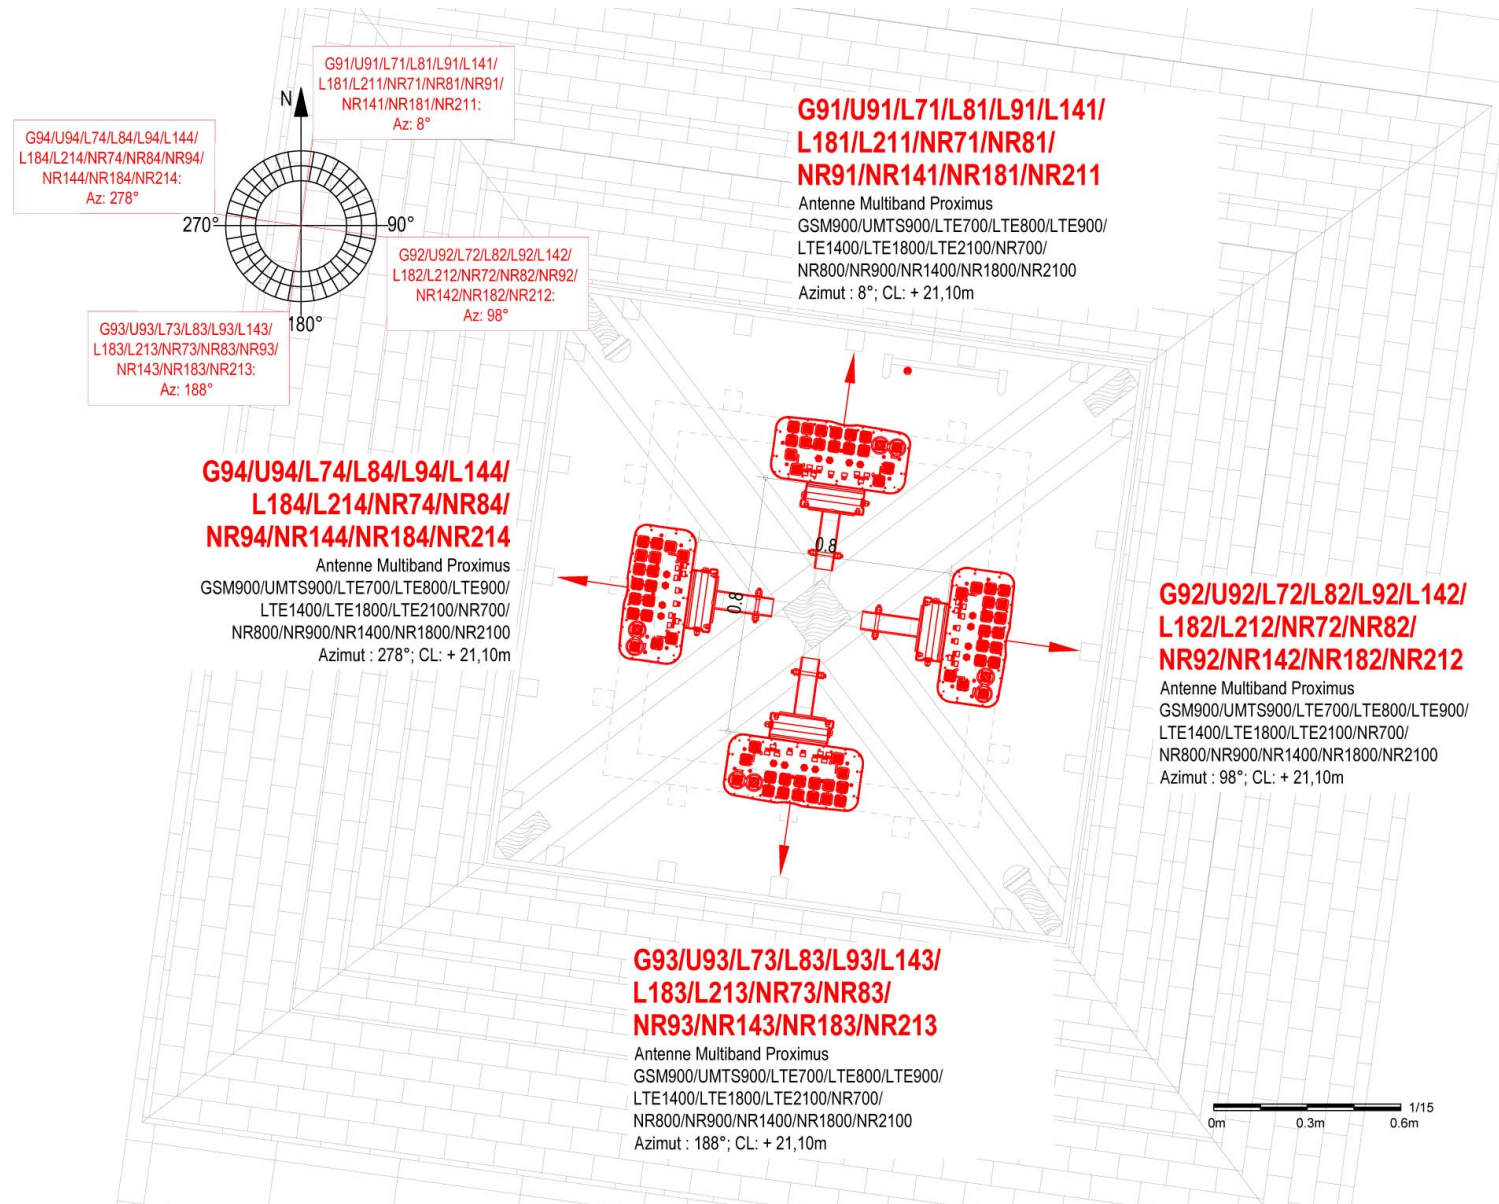 G91/U91/L71/L81/L91/L141/
L181/L211/NR71/NR81/NR91/
NR141/NR181/NR211:
Az: 8°
N
G94/U94/L74/L84/L94/L144/
L184/L214/NR74/NR84/NR94/
NR144/NR184/NR214:
Az: 278°
270°
90°
G92/U92/L72/L82/L92/L142/
L182/L212/NR72/NR82/NR92/
NR142/NR182/NR212:
Az: 98°
180°
G93/U93/L73/L83/L93/L143/
L183/L213/NR73/NR83/NR93/
NR143/NR183/NR213:
Az: 188°
G91/U91/L71/L81/L91/L141/
L181/L211/NR71/NR81/
NR91/NR141/NR181/NR211
Antenne Multiband Proximus
GSM900/UMTS900/LTE700/LTE800/LTE900/
LTE1400/LTE1800/LTE2100/NR700/
NR800/NR900/NR1400/NR1800/NR2100
Azimut : 8°; CL: + 21,10m
G94/U94/L74/L84/L94/L144/
L184/L214/NR74/NR84/
NR94/NR144/NR184/NR214
Antenne Multiband Proximus
GSM900/UMTS900/LTE700/LTE800/LTE900/
LTE1400/LTE1800/LTE2100/NR700/
NR800/NR900/NR1400/NR1800/NR2100
Azimut : 278°; CL: + 21,10m
0.8
0.8
G92/U92/L72/L82/L92/L142/
L182/L212/NR72/NR82/
NR92/NR142/NR182/NR212
Antenne Multiband Proximus
GSM900/UMTS900/LTE700/LTE800/LTE900/
LTE1400/LTE1800/LTE2100/NR700/
NR800/NR900/NR1400/NR1800/NR2100
Azimut : 98°; CL: + 21,10m
G93/U93/L73/L83/L93/L143/
L183/L213/NR73/NR83/
NR93/NR143/NR183/NR213
Antenne Multiband Proximus
GSM900/UMTS900/LTE700/LTE800/LTE900/
LTE1400/LTE1800/LTE2100/NR700/
NR800/NR900/NR1400/NR1800/NR2100
Azimut : 188°; CL: + 21,10m
1/15
0m 0.3m 0.6m